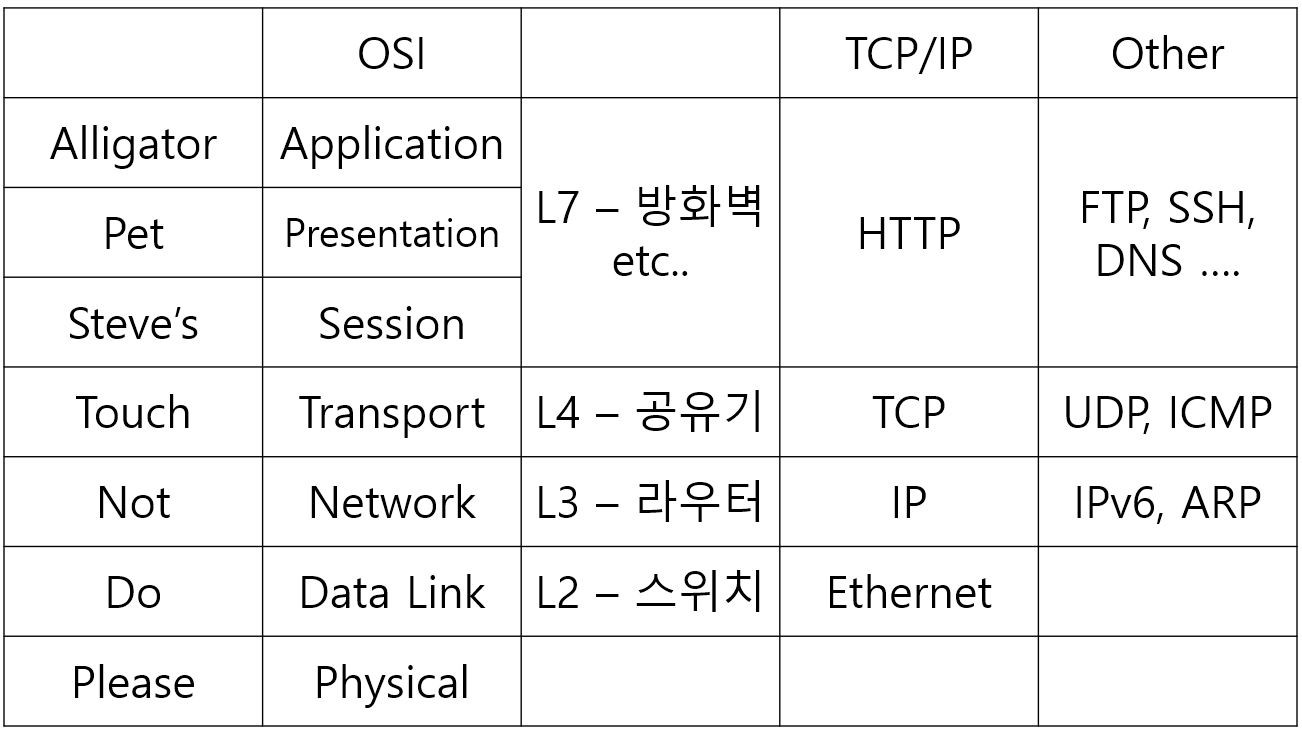 OSI TCP/IP Other
Alligator Application
L7 – 방화벽
etc..
HTTP
FTP, SSH,
DNS ....
Pet Presentation
Steve’s Session
Touch Transport L4 – 공유기 TCP UDP, ICMP
Not Network L3 – 라우터 IP IPv6, ARP
Do Data Link L2 – 스위치 Ethernet
Please Physical